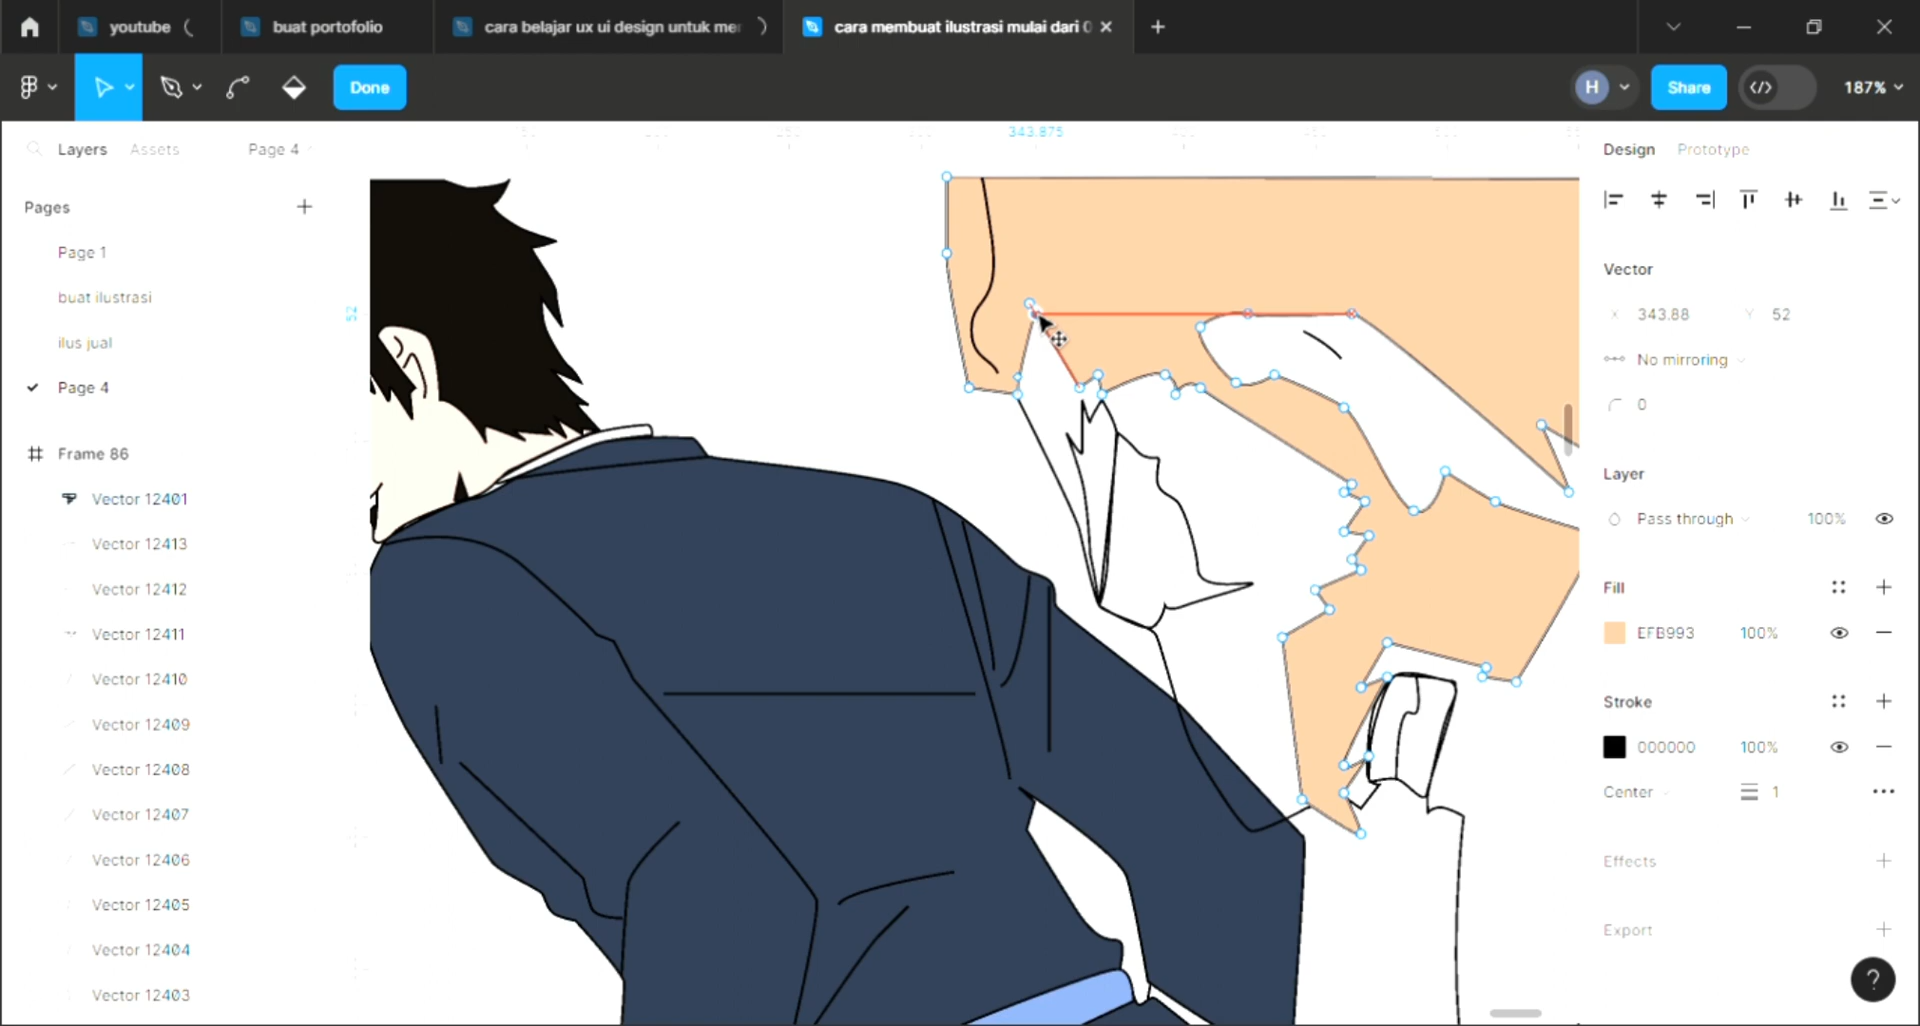 youtube
buat portofolio
cara belajar ux ui design untuk me
cara membuat ilustrasi mulai dari 0
Done
H
Share
187%
Layers
Assets
Page 4
343.875
Design
Prototype
Pages
Page 1
buat ilustrasi
ilus jual
Page 4
Frame 86
Vector 12401
Vector 12413
Vector 12412
Vector 12411
Vector 12410
Vector 12409
Vector 12408
Vector 12407
Vector 12406
Vector 12405
Vector 12404
Vector 12403
52
Vector
X 343.88 Y 52
No mirroring
0
Layer
Pass through 100%
Fill
EFB993 100%
Stroke
000000 100%
Center 1
Effects
Export
?